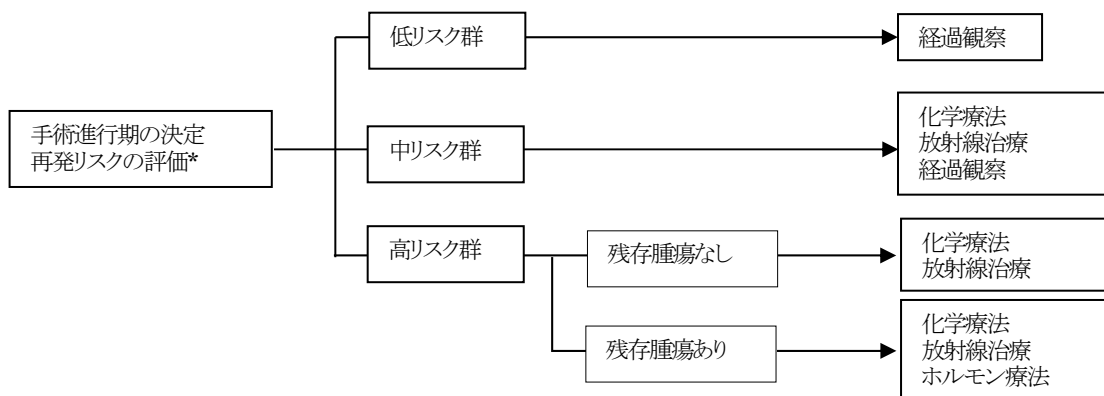 低リスク群
経過観察
手術進行期の決定
再発リスクの評価*
中リスク群
化学療法
放射線治療
経過観察
高リスク群
残存腫瘍なし
化学療法
放射線治療
残存腫瘍あり
化学療法
放射線治療
ホルモン療法